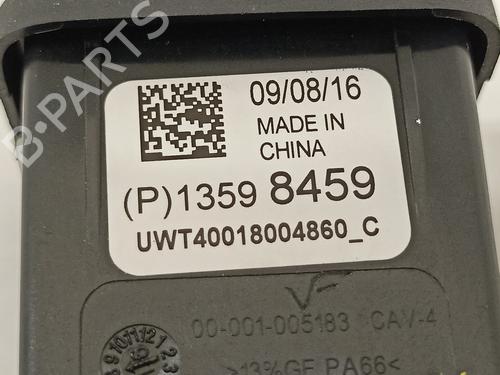 09/08/16
MADE IN
CHINA
(P)1359 8459
UWT40018004860_C
00-001-005183 CAV-4
>13%GF PA66<
B-PARTS